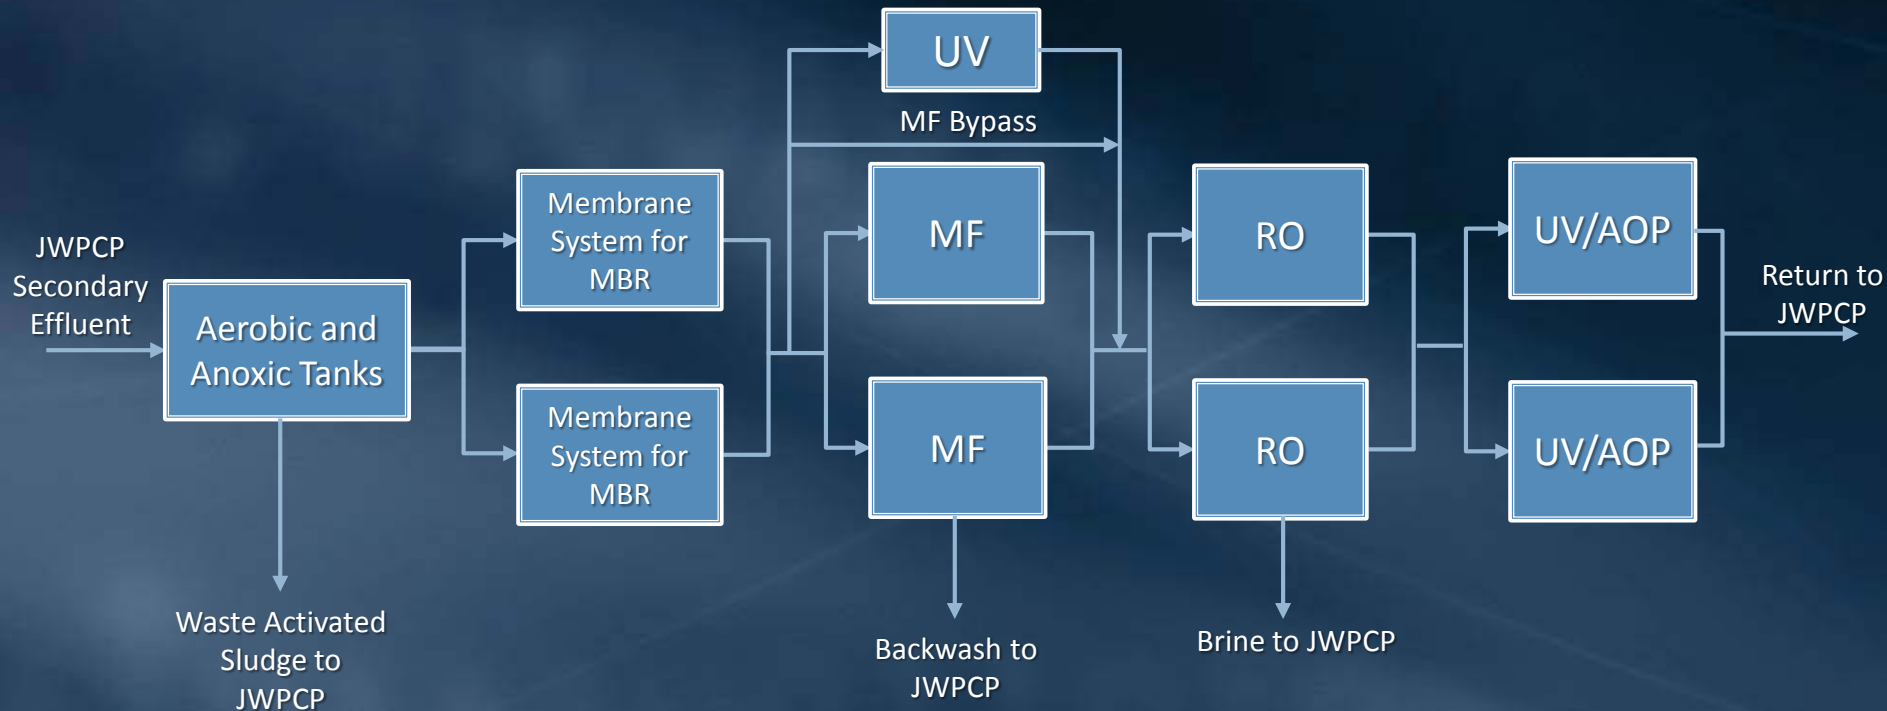 UV
MF Bypass
JWPCP
Secondary
Effluent
Aerobic and
Anoxic Tanks
Membrane
System for
MBR
Membrane
System for
MBR
MF
MF
RO
RO
UV/AOP
UV/AOP
Return to
JWPCP
Waste Activated
Sludge to
JWPCP
Backwash to
JWPCP
Brine to JWPCP